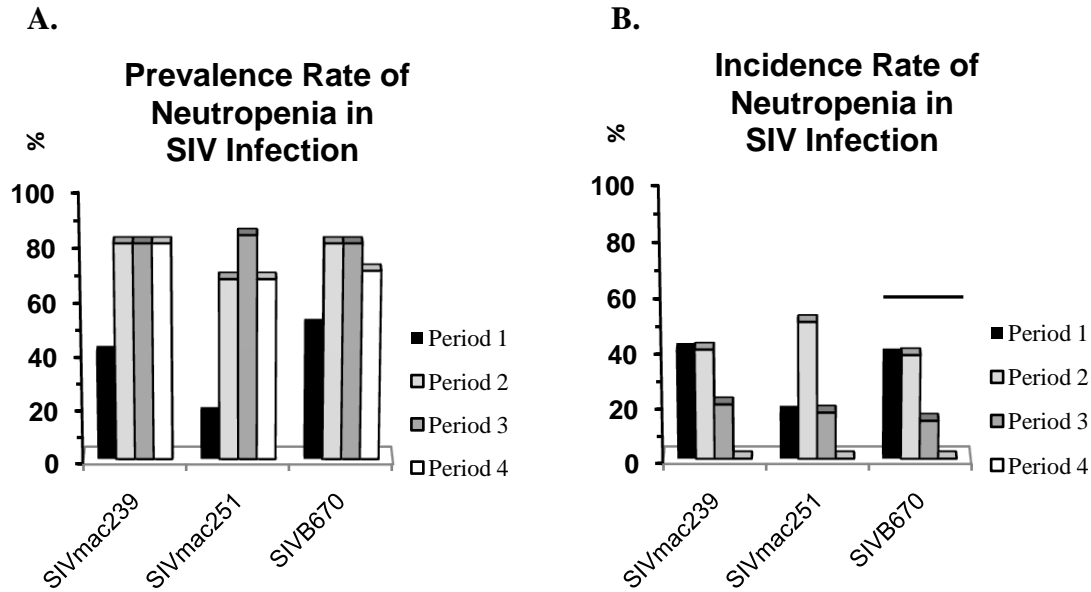 A.
Prevalence Rate of
Neutropenia in
SIV Infection
%
100
80
60
40
20
0
SIVmac239
SIVmac251
SIVB670
Period 1
Period 2
Period 3
Period 4
B.
Incidence Rate of
Neutropenia in
SIV Infection
%
100
80
60
40
20
0
SIVmac239
SIVmac251
SIVB670
Period 1
Period 2
Period 3
Period 4